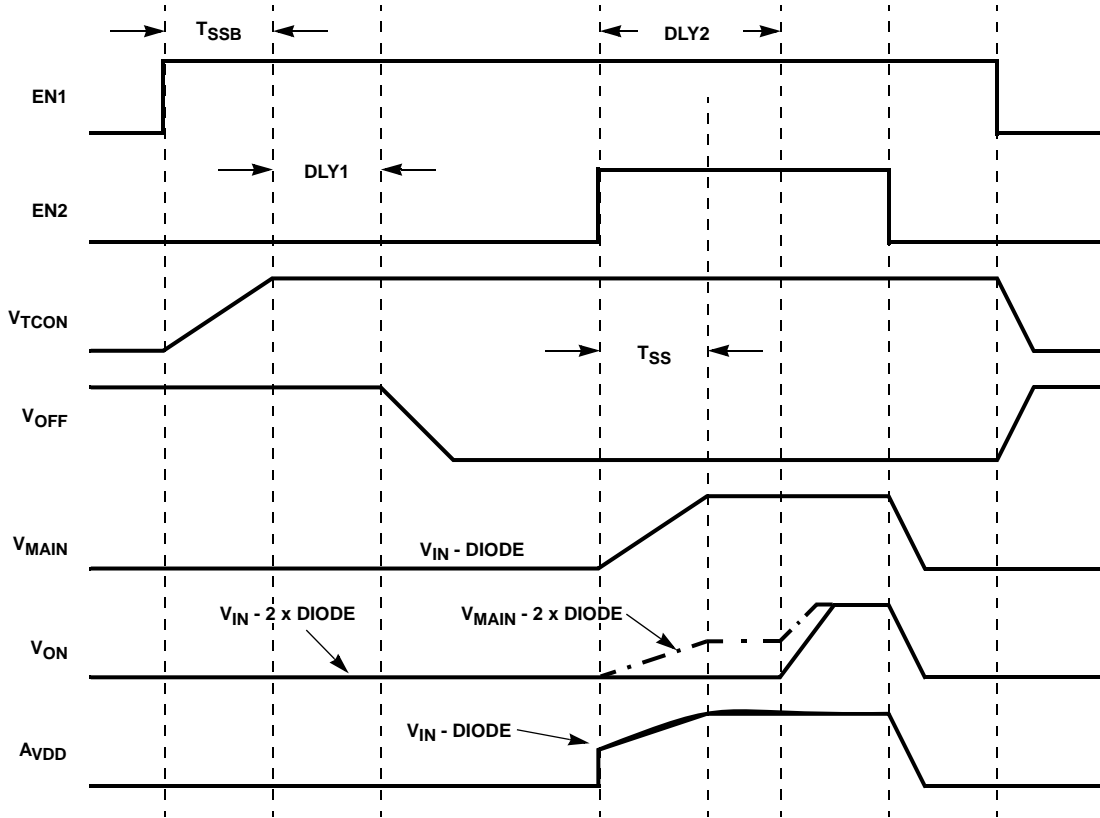 TSSB
DLY2
EN1
DLY1
EN2
VTCON
TSS
VOFF
VMAIN
VIN - DIODE
VIN - 2 x DIODE
VMAIN - 2 x DIODE
VON
VIN - DIODE
AVDD